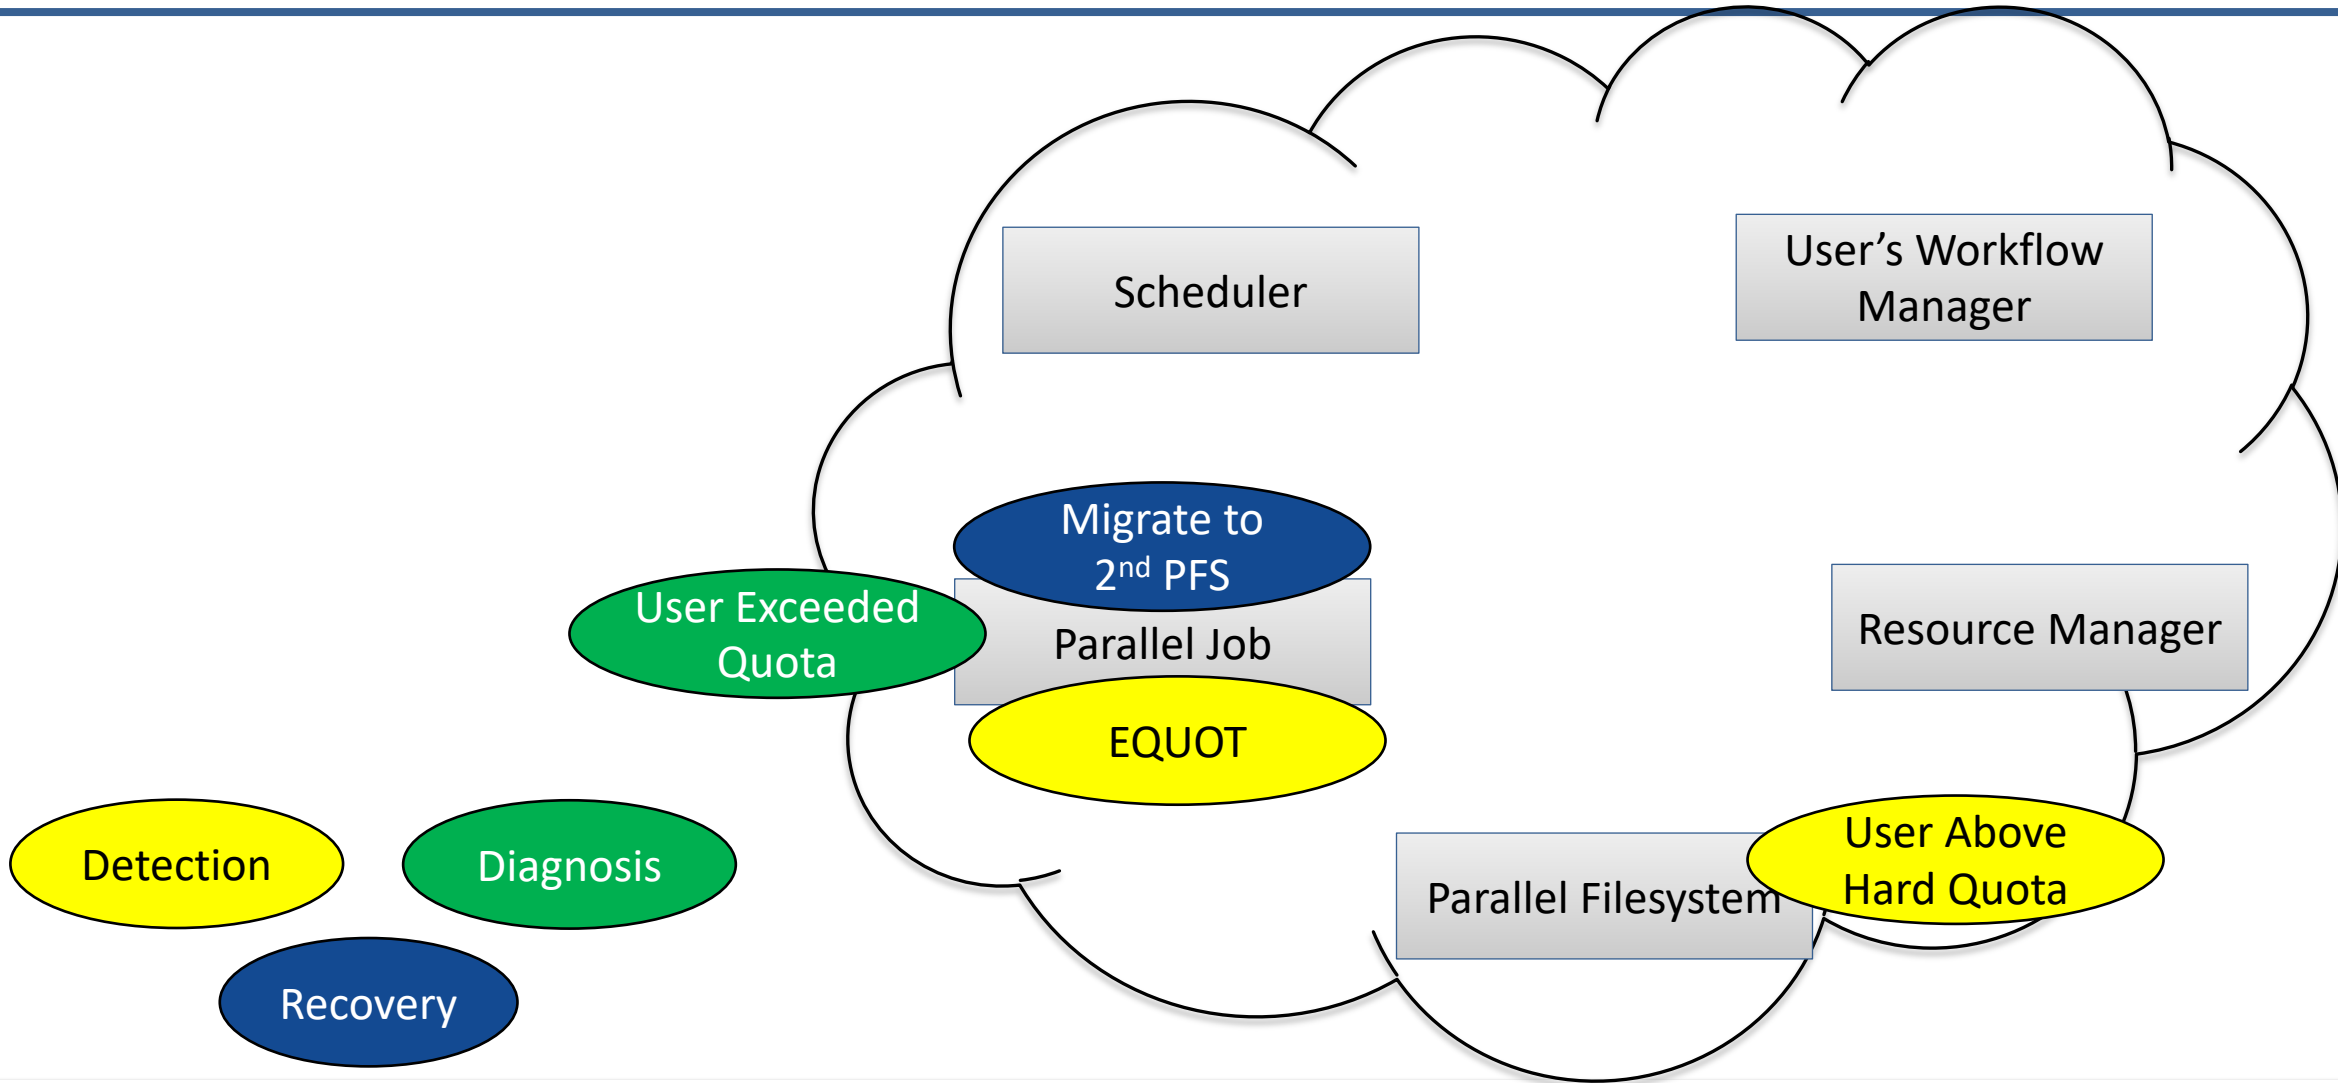 Scheduler
User’s Workflow
Manager
Migrate to
2nd PFS
User Exceeded
Quota
Parallel Job
Resource Manager
EQUOT
Detection
Diagnosis
Recovery
Parallel Filesystem
User Above
Hard Quota